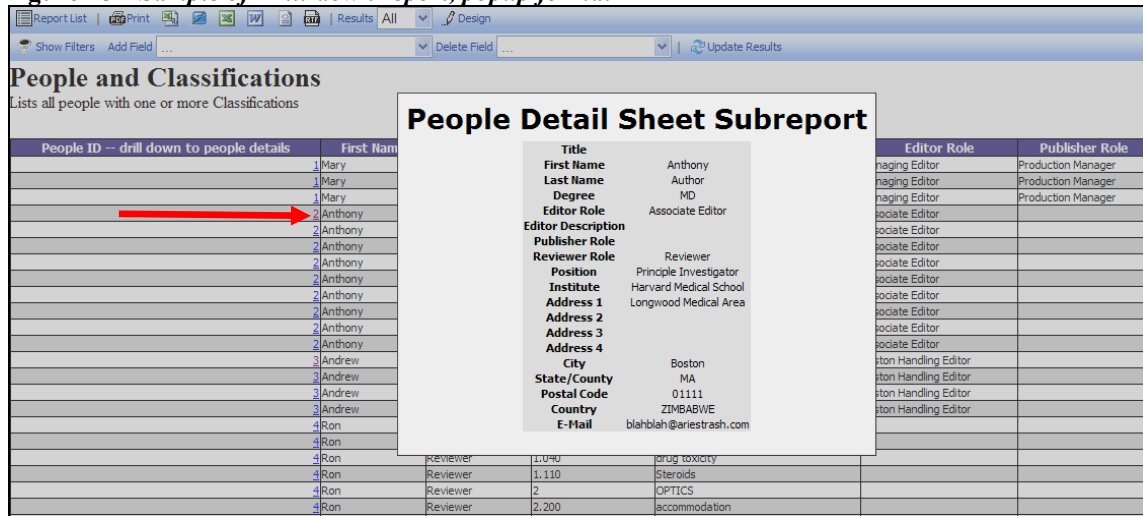 Report List | Print | Results All Design
Show Filters Add Field ... Delete Field ... | Update Results
People and Classifications
Lists all people with one or more Classifications
People ID -- drill down to people details First Nam Editor Role Publisher Role
1 Mary naging Editor Production Manager
1 Mary naging Editor Production Manager
1 Mary naging Editor Production Manager
2 Anthony sociate Editor
2 Anthony sociate Editor
2 Anthony sociate Editor
2 Anthony sociate Editor
2 Anthony sociate Editor
2 Anthony sociate Editor
2 Anthony sociate Editor
2 Anthony sociate Editor
2 Anthony sociate Editor
3 Andrew ston Handling Editor
3 Andrew ston Handling Editor
3 Andrew ston Handling Editor
3 Andrew ston Handling Editor
4 Ron
4 Ron
4 Ron Reviewer 1.040 drug toxicity
4 Ron Reviewer 1.110 Steroids
4 Ron Reviewer 2 OPTICS
4 Ron Reviewer 2.200 accommodation
People Detail Sheet Subreport
Title
First Name Anthony
Last Name Author
Degree MD
Editor Role Associate Editor
Editor Description
Publisher Role
Reviewer Role Reviewer
Position Principle Investigator
Institute Harvard Medical School
Address 1 Longwood Medical Area
Address 2
Address 3
Address 4
City Boston
State/County MA
Postal Code 01111
Country ZIMBABWE
E-Mail blahblah@ariestrash.com